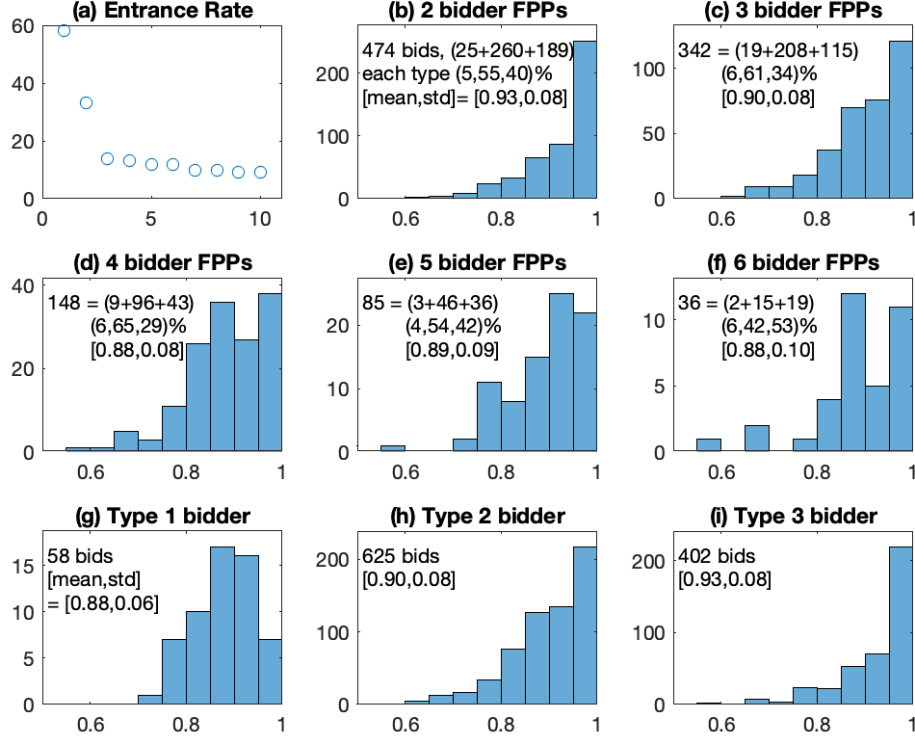 (a) Entrance Rate
60
40
20
0
0 5 10
(b) 2 bidder FPPs
474 bids, (25+260+189)
each type (5,55,40)%
[mean,std]= [0.93,0.08]
200
100
0
0.6 0.8 1
(c) 3 bidder FPPs
342 = (19+208+115)
(6,61,34)%
[0.90,0.08]
100
50
0
0.6 0.8 1
(d) 4 bidder FPPs
148 = (9+96+43)
(6,65,29)%
[0.88,0.08]
40
20
0
0.6 0.8 1
(e) 5 bidder FPPs
85 = (3+46+36)
(4,54,42)%
[0.89,0.09]
20
10
0
0.6 0.8 1
(f) 6 bidder FPPs
36 = (2+15+19)
(6,42,53)%
[0.88,0.10]
10
5
0
0.6 0.8 1
(g) Type 1 bidder
58 bids
[mean,std]
= [0.88,0.06]
15
10
5
0
0.6 0.8 1
(h) Type 2 bidder
625 bids
[0.90,0.08]
200
100
0
0.6 0.8 1
(i) Type 3 bidder
402 bids
[0.93,0.08]
200
100
0
0.6 0.8 1